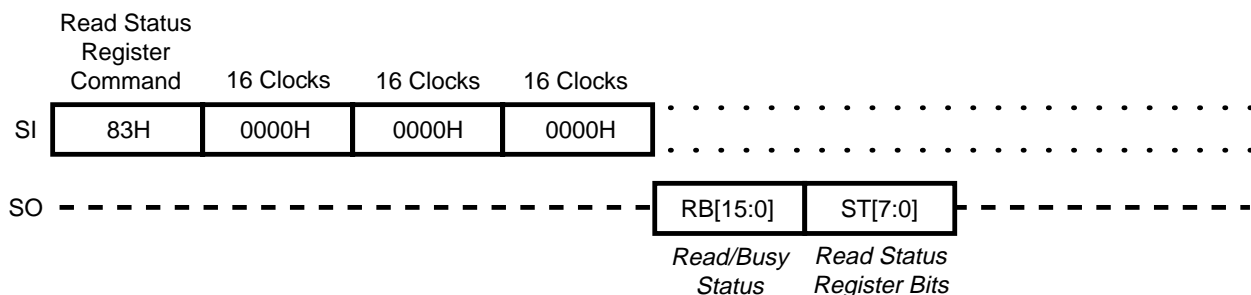 Read Status
Register
Command
16 Clocks
16 Clocks
16 Clocks
SI
83H
0000H
0000H
0000H
SO
RB[15:0]
ST[7:0]
Read/Busy
Status
Read Status
Register Bits